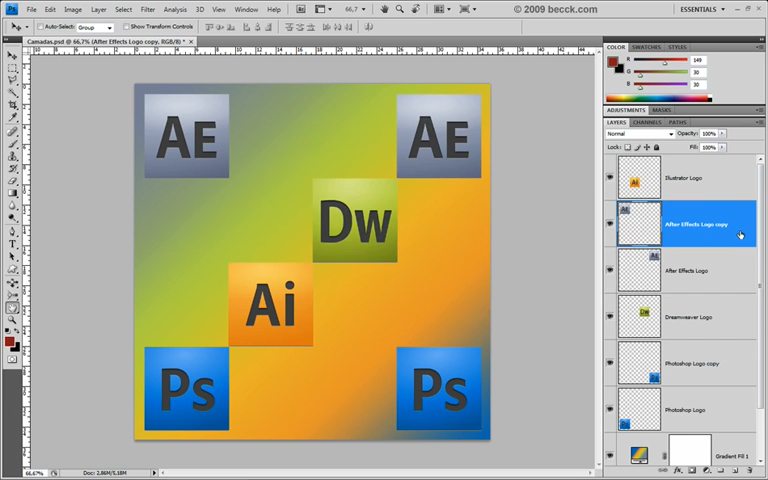 Ps File Edit Image Layer Select Filter Analysis 3D View Window Help Br 66,7 © 2009 becck.com ESSENTIALS
Auto-Select: Group Show Transform Controls
Camadas.psd @ 66,7% (After Effects Logo copy, RGB/8) * ×
COLOR SWATCHES STYLES
R 149
G 30
B 30
ADJUSTMENTS MASKS
LAYERS CHANNELS PATHS
Normal Opacity: 100%
Lock: Fill: 100%
AE AE
Dw
Ai
Ps Ps
Illustrator Logo
After Effects Logo copy
After Effects Logo
Dreamweaver Logo
Photoshop Logo copy
Photoshop Logo
Gradient Fill 1
66,67% Doc: 2,86M/5,18M